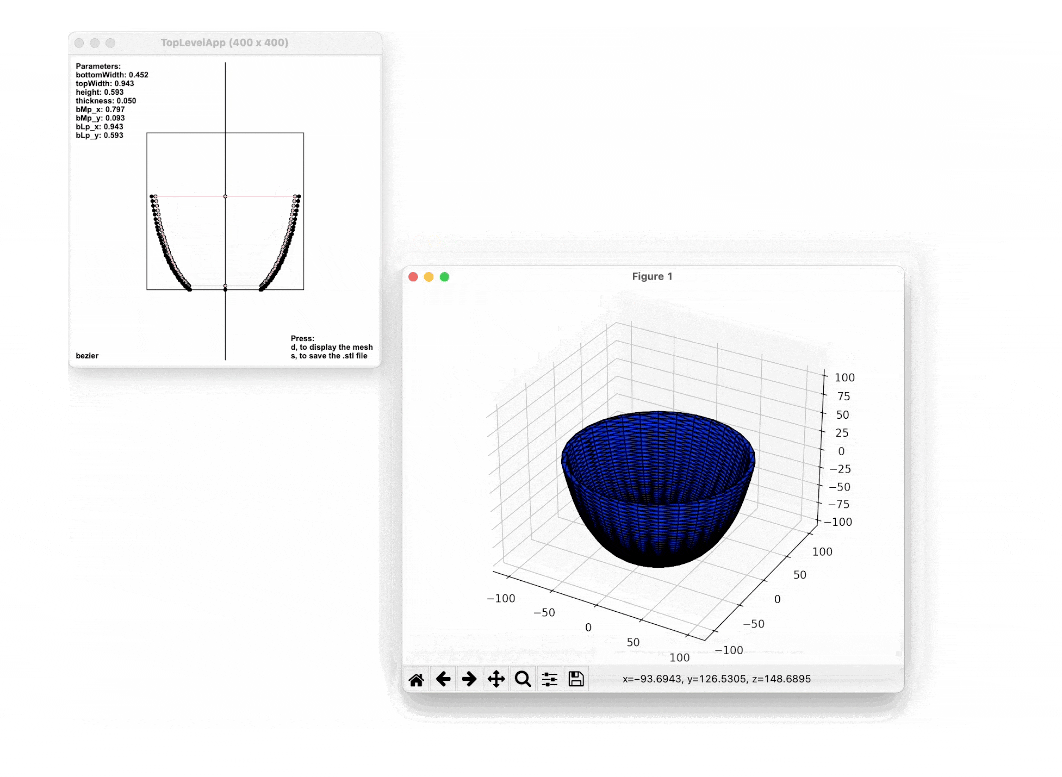 TopLevelApp (400 x 400)
Parameters:
bottomWidth: 0.452
topWidth: 0.943
height: 0.593
thickness: 0.050
bMp_x: 0.797
bMp_y: 0.093
bLp_x: 0.943
bLp_y: 0.593
Press:
d, to display the mesh
s, to save the .stl file
bezier
Figure 1
100
75
50
25
0
−25
−50
−75
−100
100
50
0
−50
−100
−100
−50
0
50
100
x=−93.6943, y=126.5305, z=148.6895